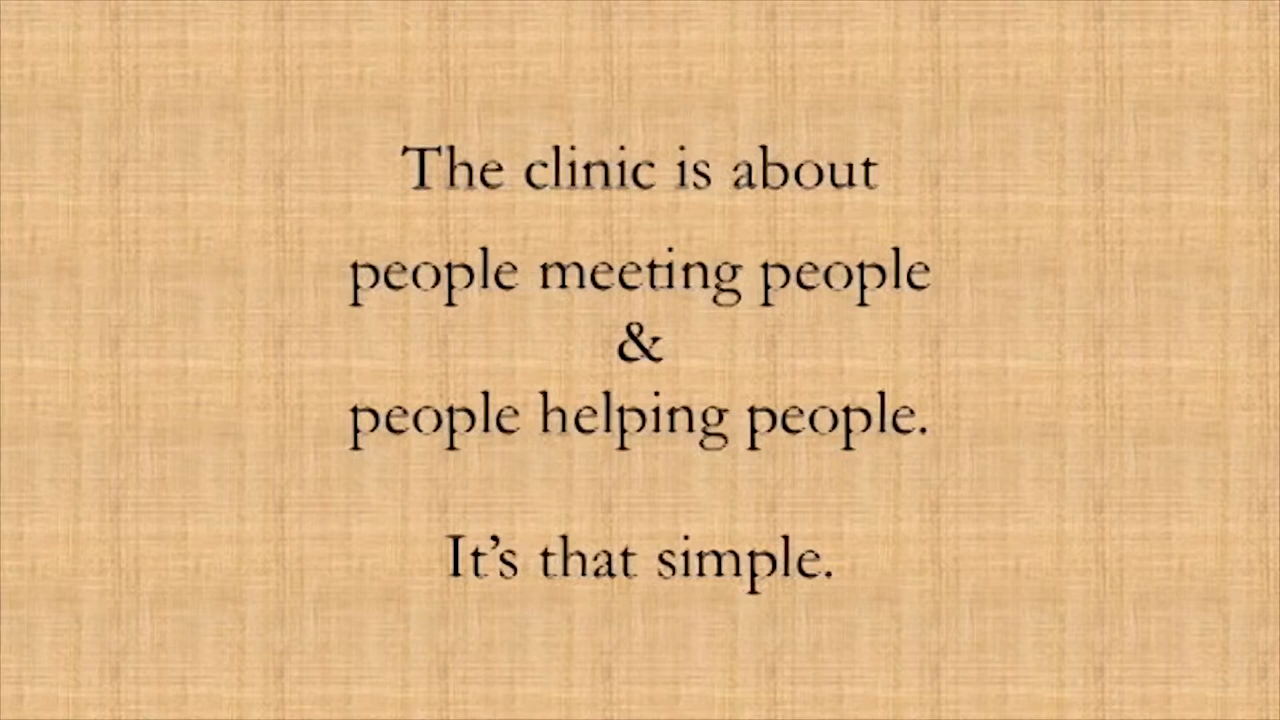 The clinic is about
people meeting people
&
people helping people.
It’s that simple.